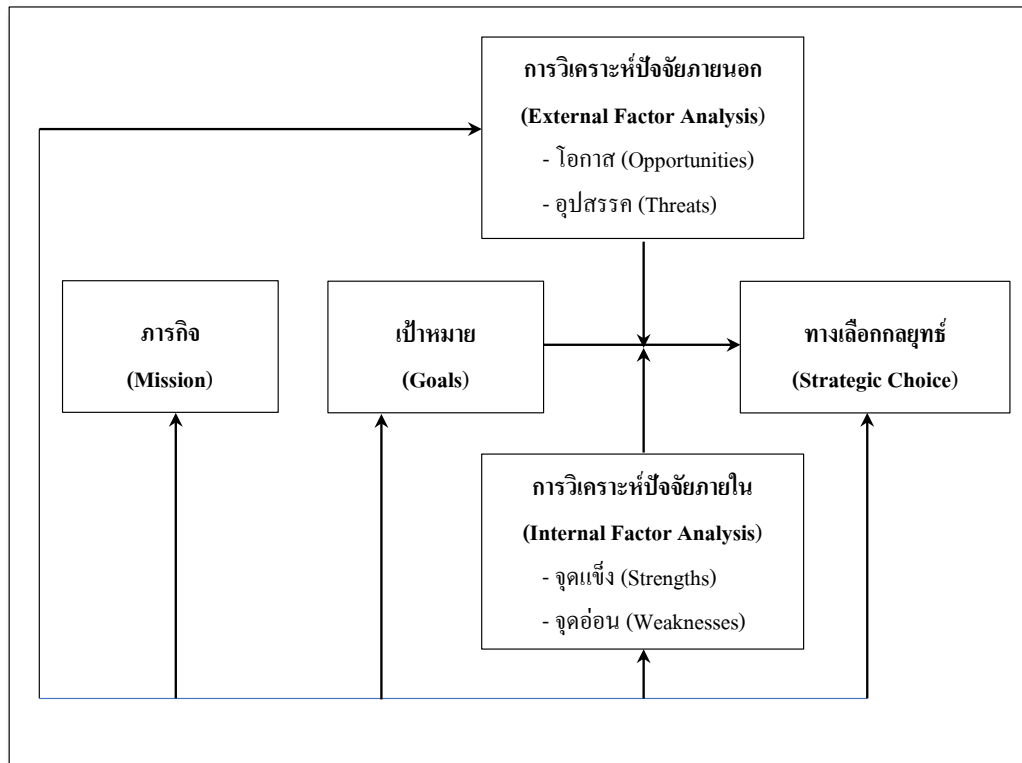 การวิเคราะห์ปัจจัยภายนอก
(External Factor Analysis)
- โอกาส (Opportunities)
- อุปสรรค (Threats)
ภารกิจ
(Mission)
เป้าหมาย
(Goals)
ทางเลือกกลยุทธ์
(Strategic Choice)
การวิเคราะห์ปัจจัยภายใน
(Internal Factor Analysis)
- จุดแข็ง (Strengths)
- จุดอ่อน (Weaknesses)